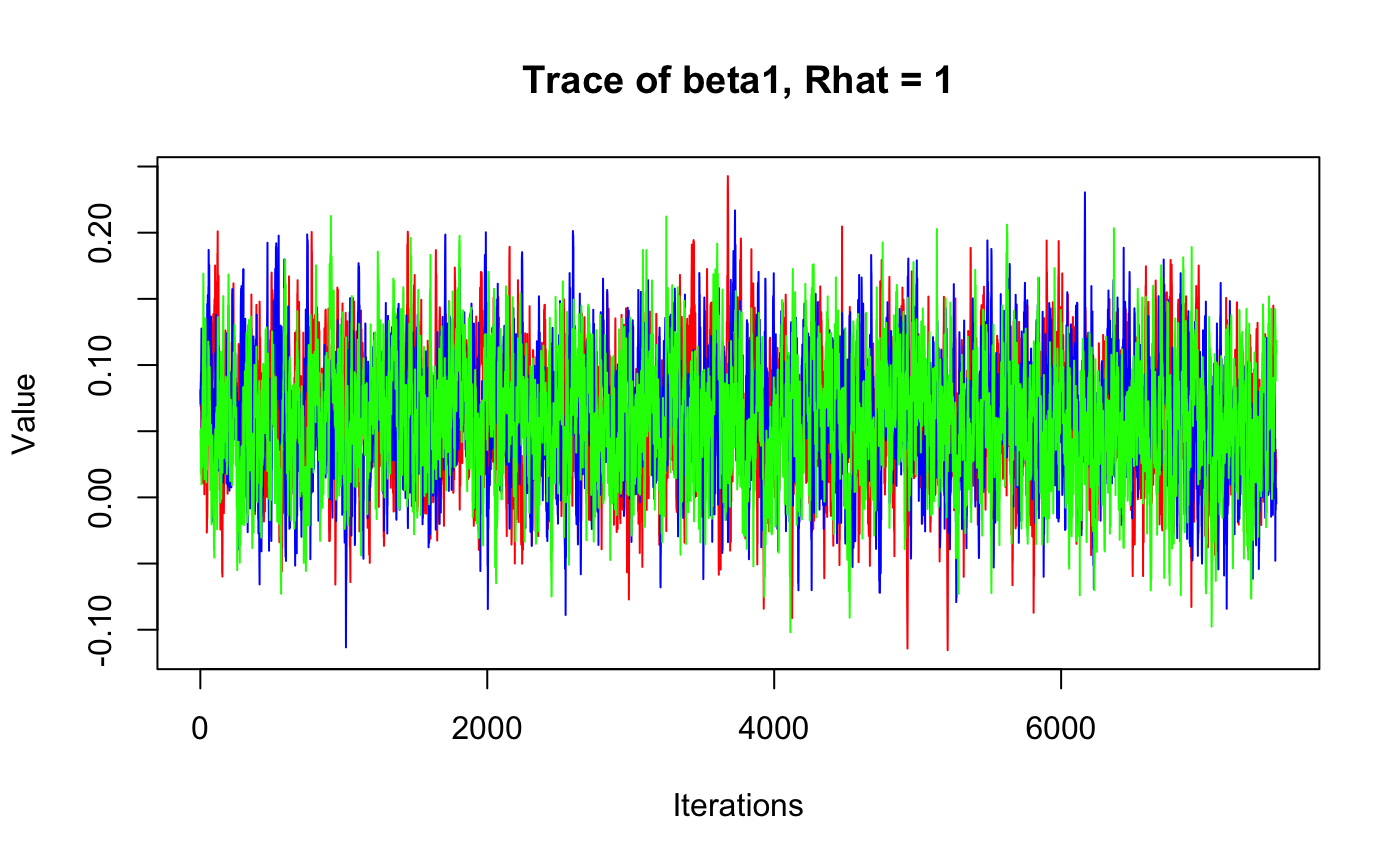 Trace of beta1, Rhat = 1
Value
0.20
0.10
0.00
-0.10
0 2000 4000 6000
Iterations